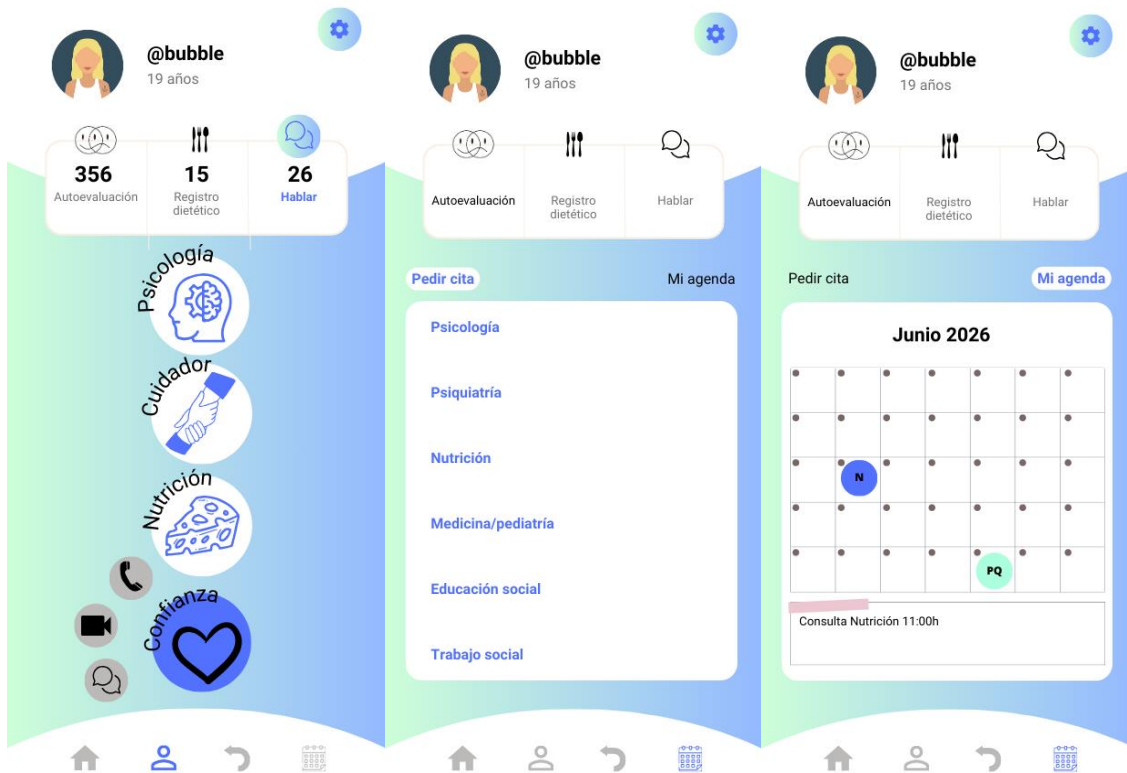 @bubble
19 años
356
Autoevaluación
15
Registro
dietético
26
Hablar
Psicología
Cuidador
Nutrición
Confianza
@bubble
19 años
Autoevaluación
Registro
dietético
Hablar
Pedir cita
Mi agenda
Psicología
Psiquiatría
Nutrición
Medicina/pediatría
Educación social
Trabajo social
@bubble
19 años
Autoevaluación
Registro
dietético
Hablar
Pedir cita
Mi agenda
Junio 2026
N
PQ
Consulta Nutrición 11:00h